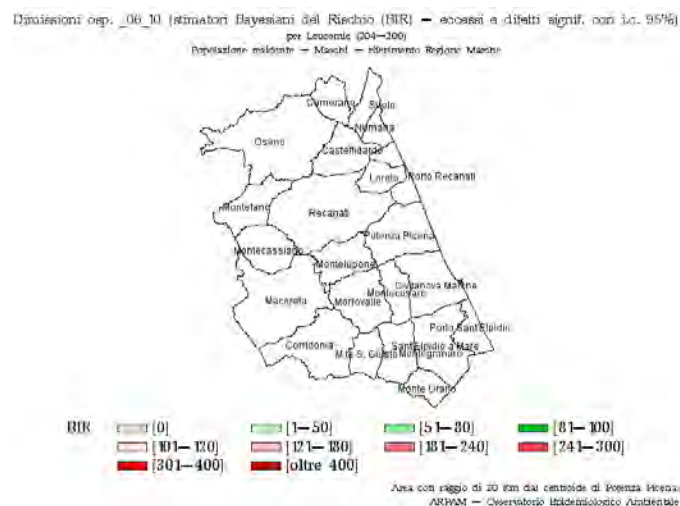 Dimissioni osp. _06_10 (stimatori Bayesiani del Rischio (BIR) — eccessi e difetti signif. con i.c. 95%)
per Leucemie (204—208)
Popolazione residente — Maschi — riferimento Regione Marche
Camerano
Sirolo
Numana
Osimo
Castelfidardo
Loreto
Porto Recanati
Montefano
Recanati
Potenza Picena
Montecassiano
Montelupone
Civitanova Marche
Montecosaro
Macerata
Morrovalle
Porto Sant'Elpidio
Corridonia
M.te S. Giusto
Sant'Elpidio a Mare
Montegranaro
Monte Urano
BIR
[0]
[1—50]
[51—80]
[81—100]
[101—120]
[121—180]
[181—240]
[241—300]
[301—400]
[oltre 400]
Area con raggio di 20 Km dal centroide di Potenza Picena.
ARPAM — Osservatorio Epidemiologico Ambientale